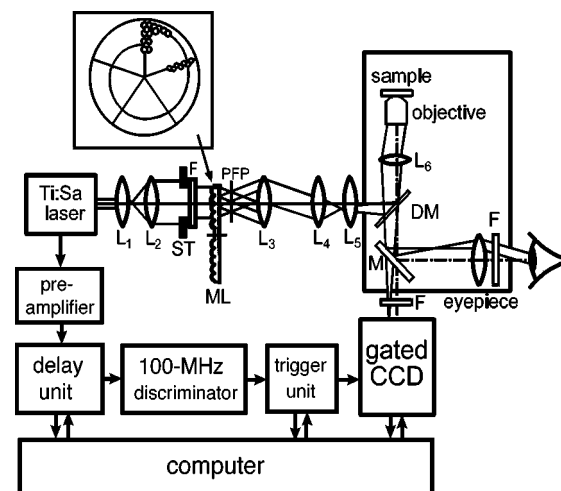 sample
objective
L6
F
PFP
Ti:Sa
laser
L1
L2
ST
ML
L3
L4
L5
DM
M
F
eyepiece
F
pre-
amplifier
delay
unit
100-MHz
discriminator
trigger
unit
gated
CCD
computer